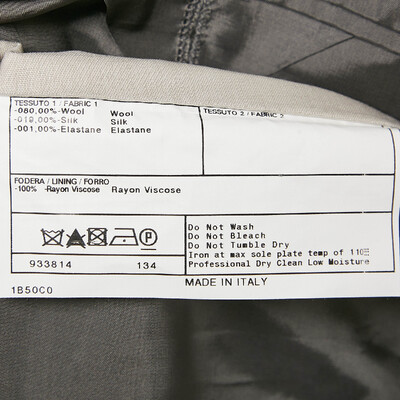 TESSUTO 1 / FABRIC 1
-080,00%-Wool Wool
-019,00%-Silk Silk
-001,00%-Elastane Elastane
TESSUTO 2 / FABRIC 2
FODERA / LINING / FORRO
-100% -Rayon Viscose Rayon Viscose
Do Not Wash
Do Not Bleach
Do Not Tumble Dry
Iron at max sole plate temp of 110
Professional Dry Clean Low Moisture
P
933814 134
MADE IN ITALY
1B50C0